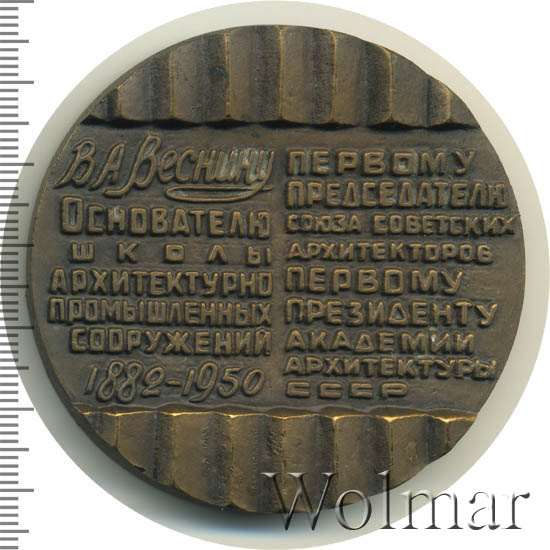 В.А. Веснину
Основателю
школы
архитектурно
промышленных
сооружений
1882-1950
первому
председателю
союза советских
архитекторов
первому
президенту
академии
архитектуры
СССР
Wolmar